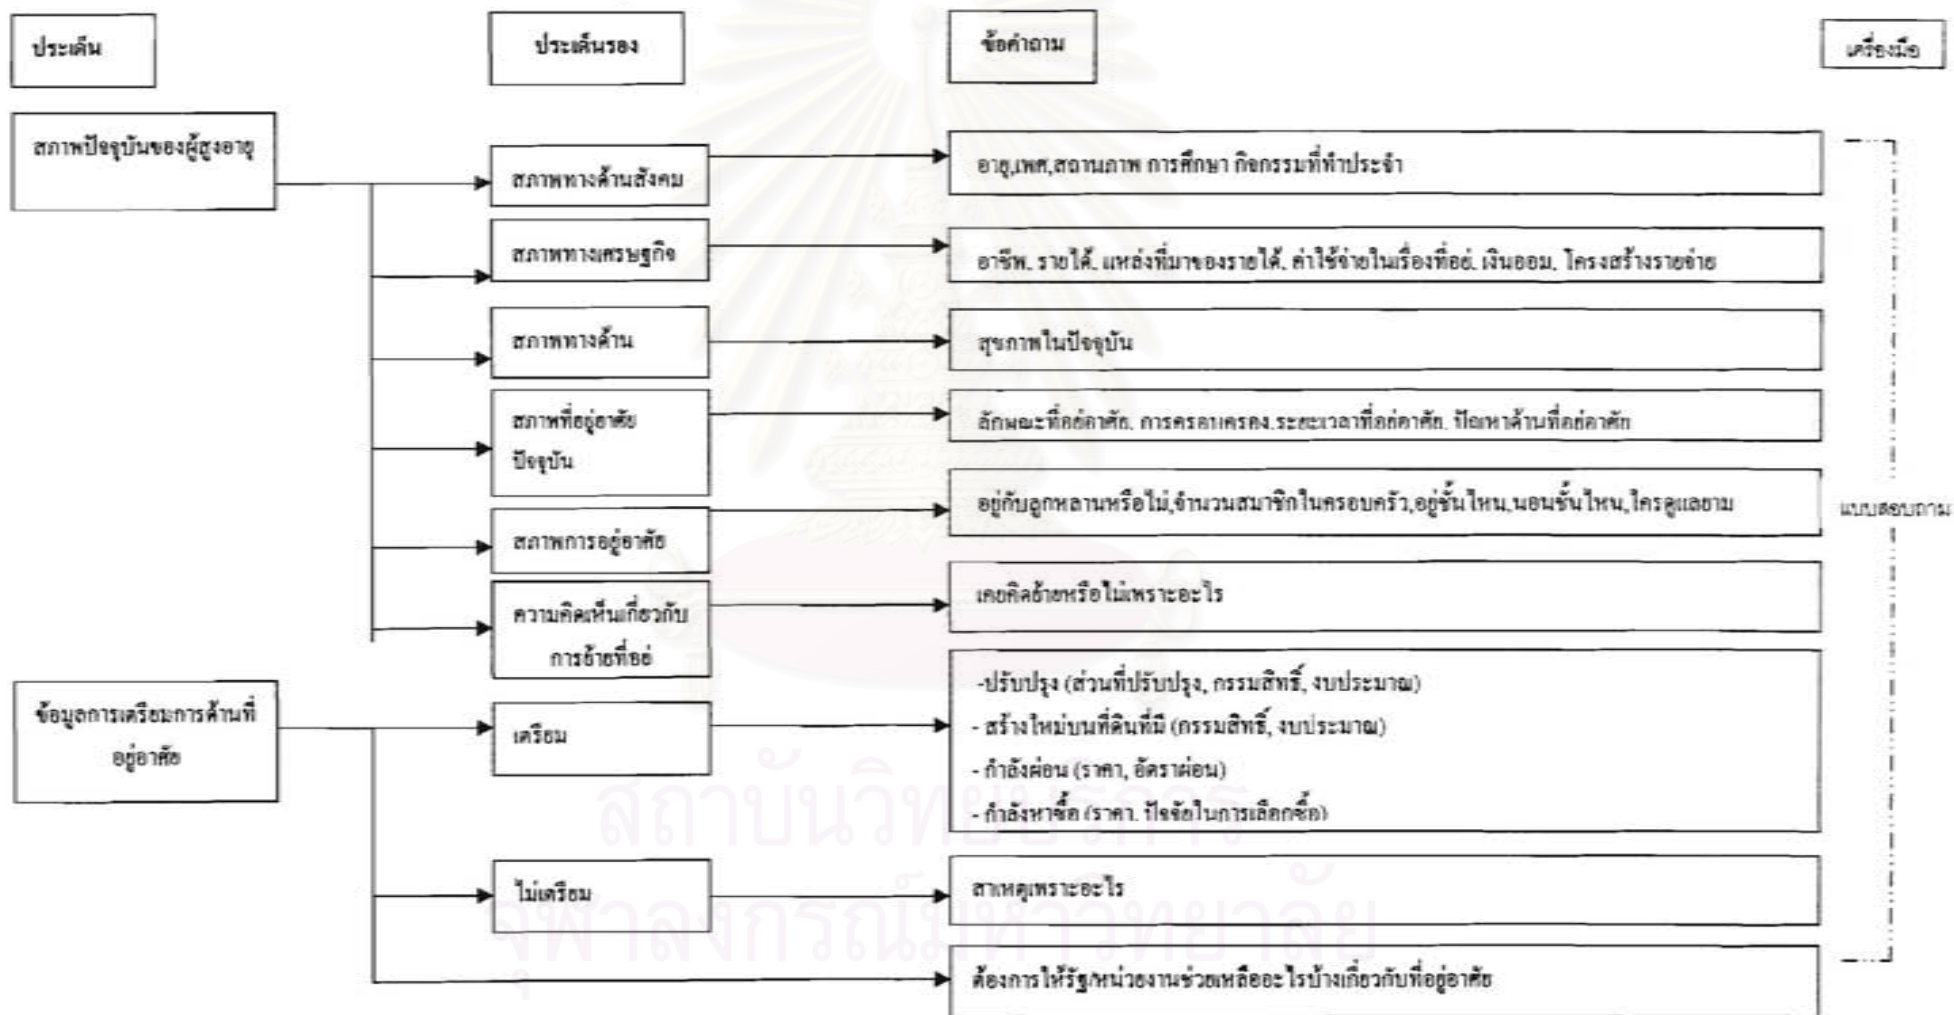 ประเด็น
ประเด็นรอง
ข้อคำถาม
เครื่องมือ
สภาพปัจจุบันของผู้สูงอายุ
สภาพทางด้านสังคม
อายุ,เพศ,สถานภาพ การศึกษา กิจกรรมที่ทำประจำ
สภาพทางเศรษฐกิจ
อาชีพ, รายได้, แหล่งที่มาของรายได้, ค่าใช้จ่ายในเรื่องที่อยู่, เงินออม, โครงสร้างรายจ่าย
สภาพทางด้าน
สุขภาพในปัจจุบัน
สภาพที่อยู่อาศัย
ปัจจุบัน
ลักษณะที่อยู่อาศัย, การครอบครอง,ระยะเวลาที่อยู่อาศัย, ปัญหาด้านที่อยู่อาศัย
สภาพการอยู่อาศัย
อยู่กับลูกหลานหรือไม่,จำนวนสมาชิกในครอบครัว,อยู่ชั้นไหน,นอนชั้นไหน,ใครดูแลยาม
แบบสอบถาม
ความคิดเห็นเกี่ยวกับ
การย้ายที่อยู่
เคยคิดย้ายหรือไม่เพราะอะไร
ข้อมูลการเตรียมการด้านที่
อยู่อาศัย
เตรียม
-ปรับปรุง (ส่วนที่ปรับปรุง, กรรมสิทธิ์, งบประมาณ)
- สร้างใหม่บนที่ดินที่มี (กรรมสิทธิ์, งบประมาณ)
- กำลังผ่อน (ราคา, อัตราผ่อน)
- กำลังหาซื้อ (ราคา, ปัจจัยในการเลือกซื้อ)
ไม่เตรียม
สาเหตุเพราะอะไร
ต้องการให้รัฐ/หน่วยงานช่วยเหลืออะไรบ้างเกี่ยวกับที่อยู่อาศัย
สถาบันวิทยบริการ
จุฬาลงกรณ์มหาวิทยาลัย